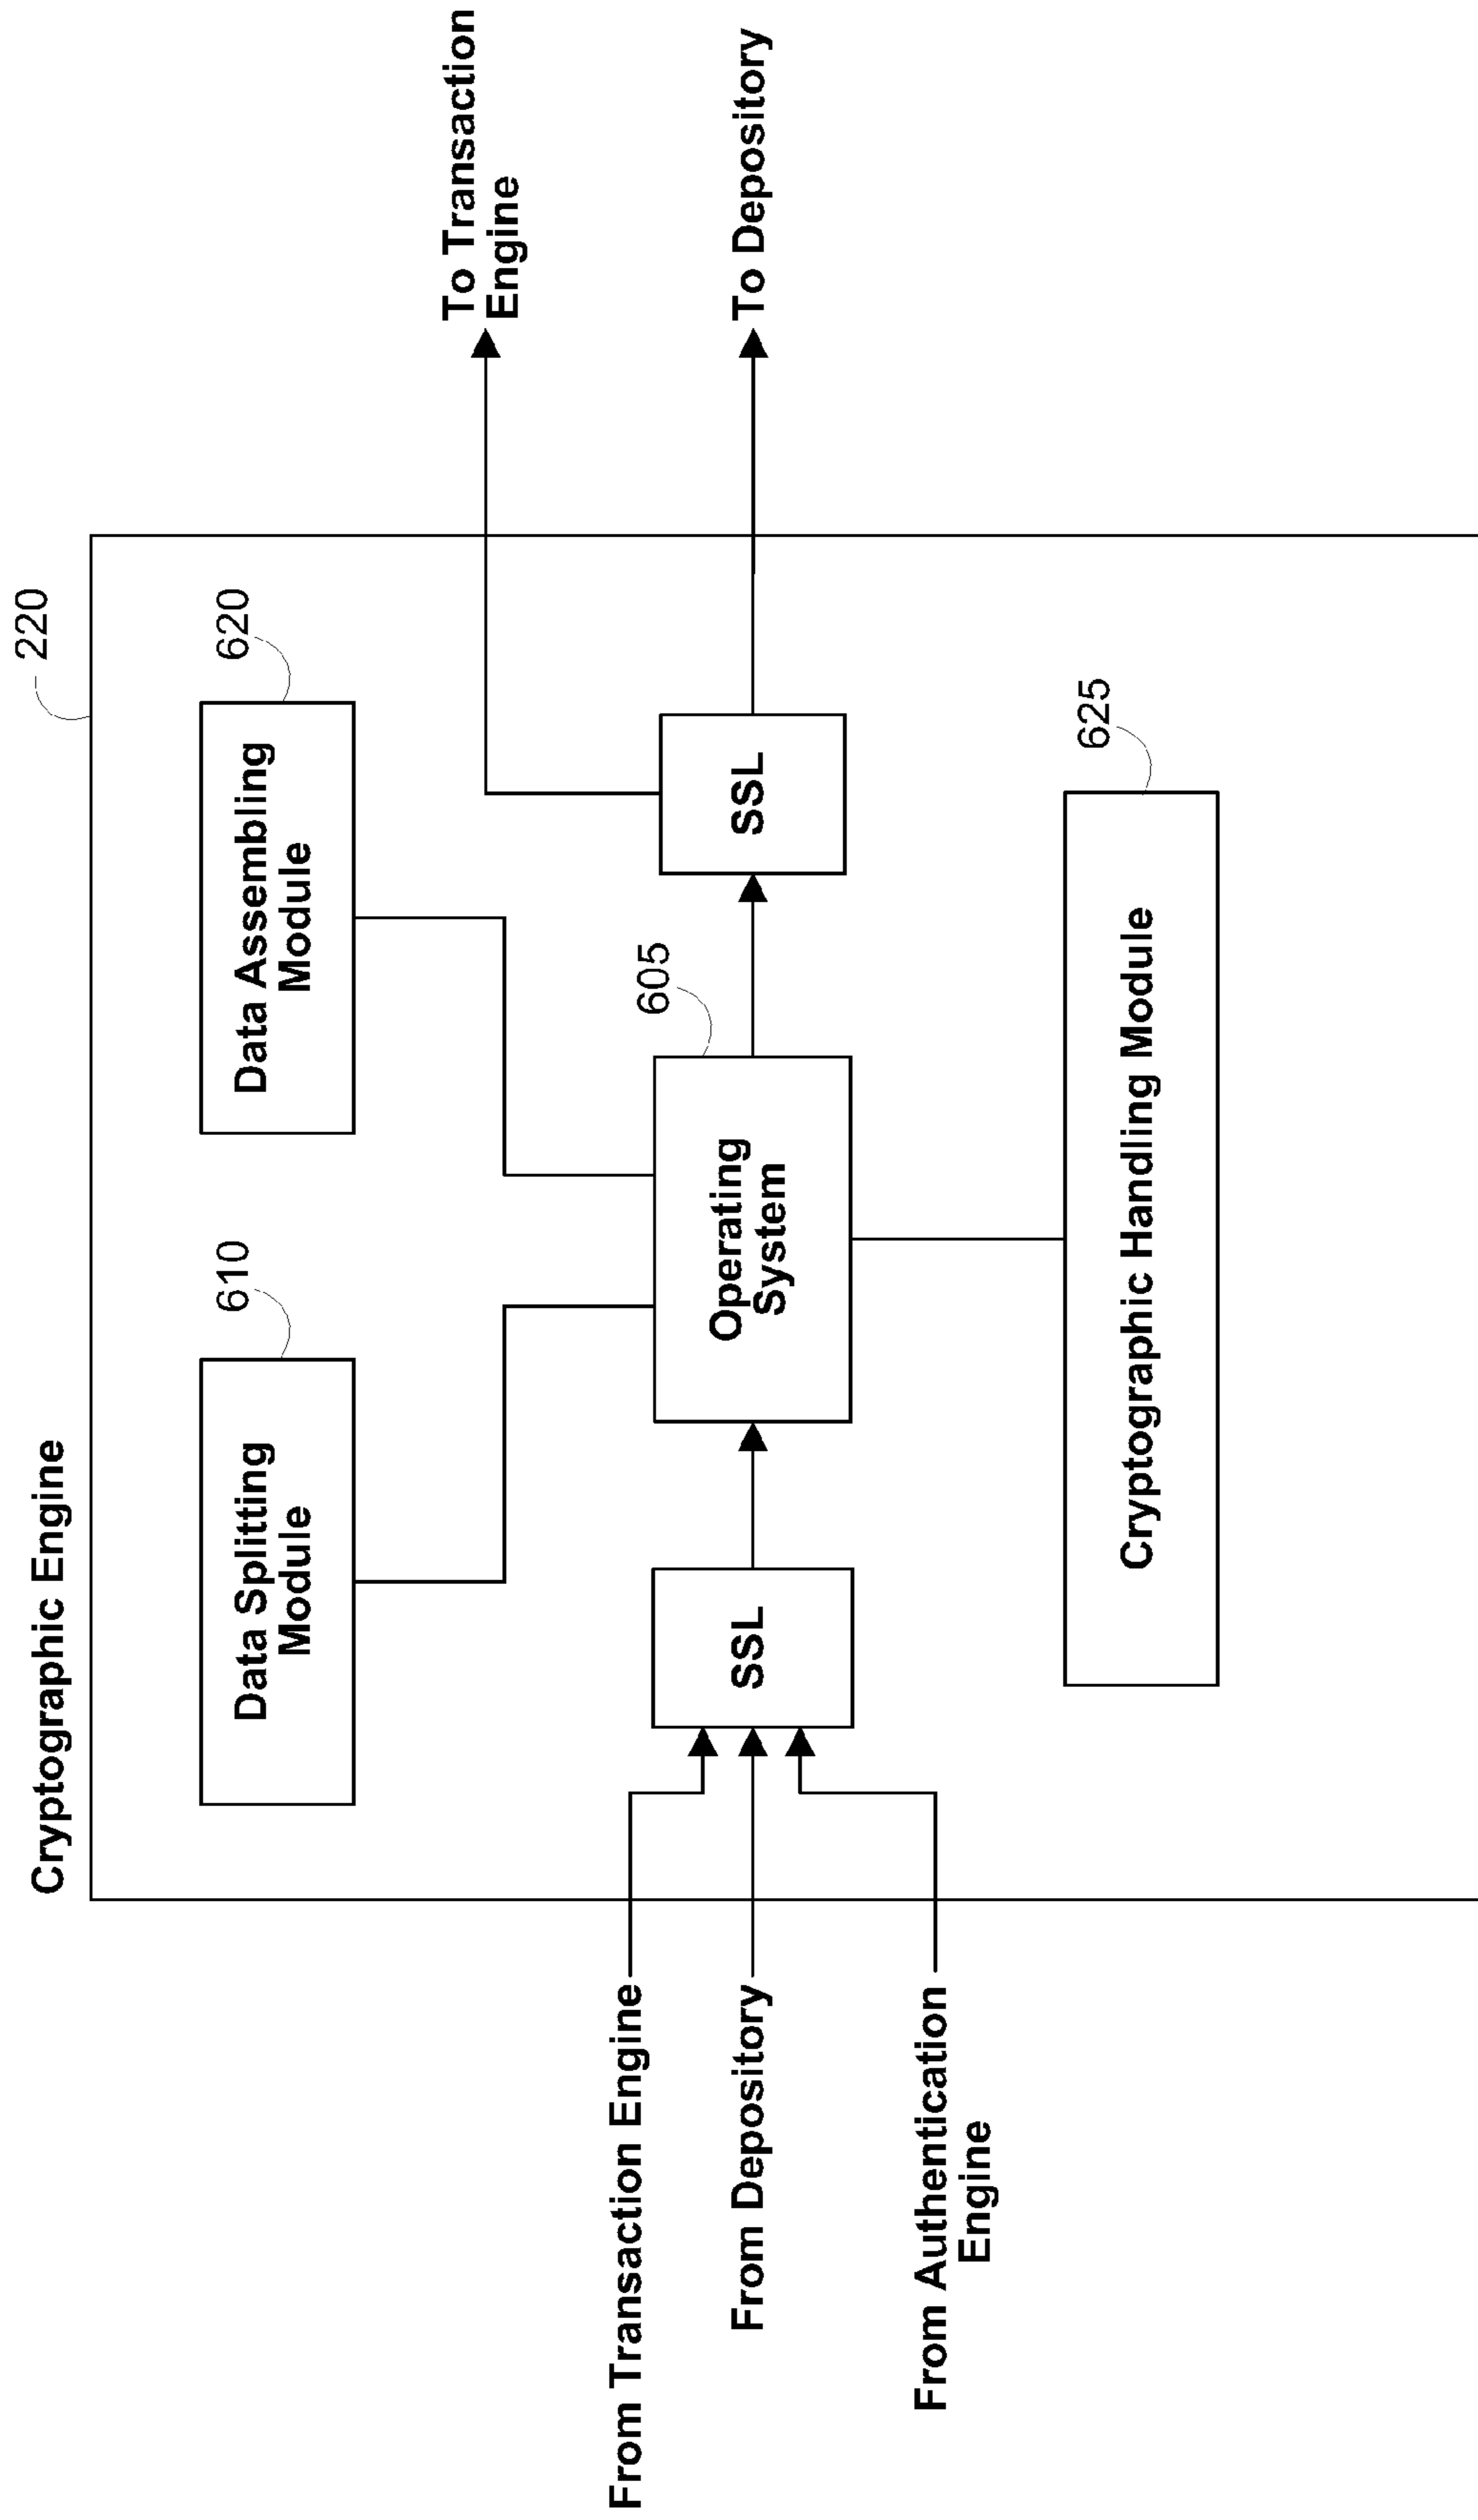 Cryptographic Engine
220
Data Splitting
Module
610
Data Assembling
Module
620
To Transaction
Engine
From Transaction Engine
From Depository
From Authentication
Engine
SSL
Operating
System
605
SSL
To Depository
Cryptographic Handling Module
625